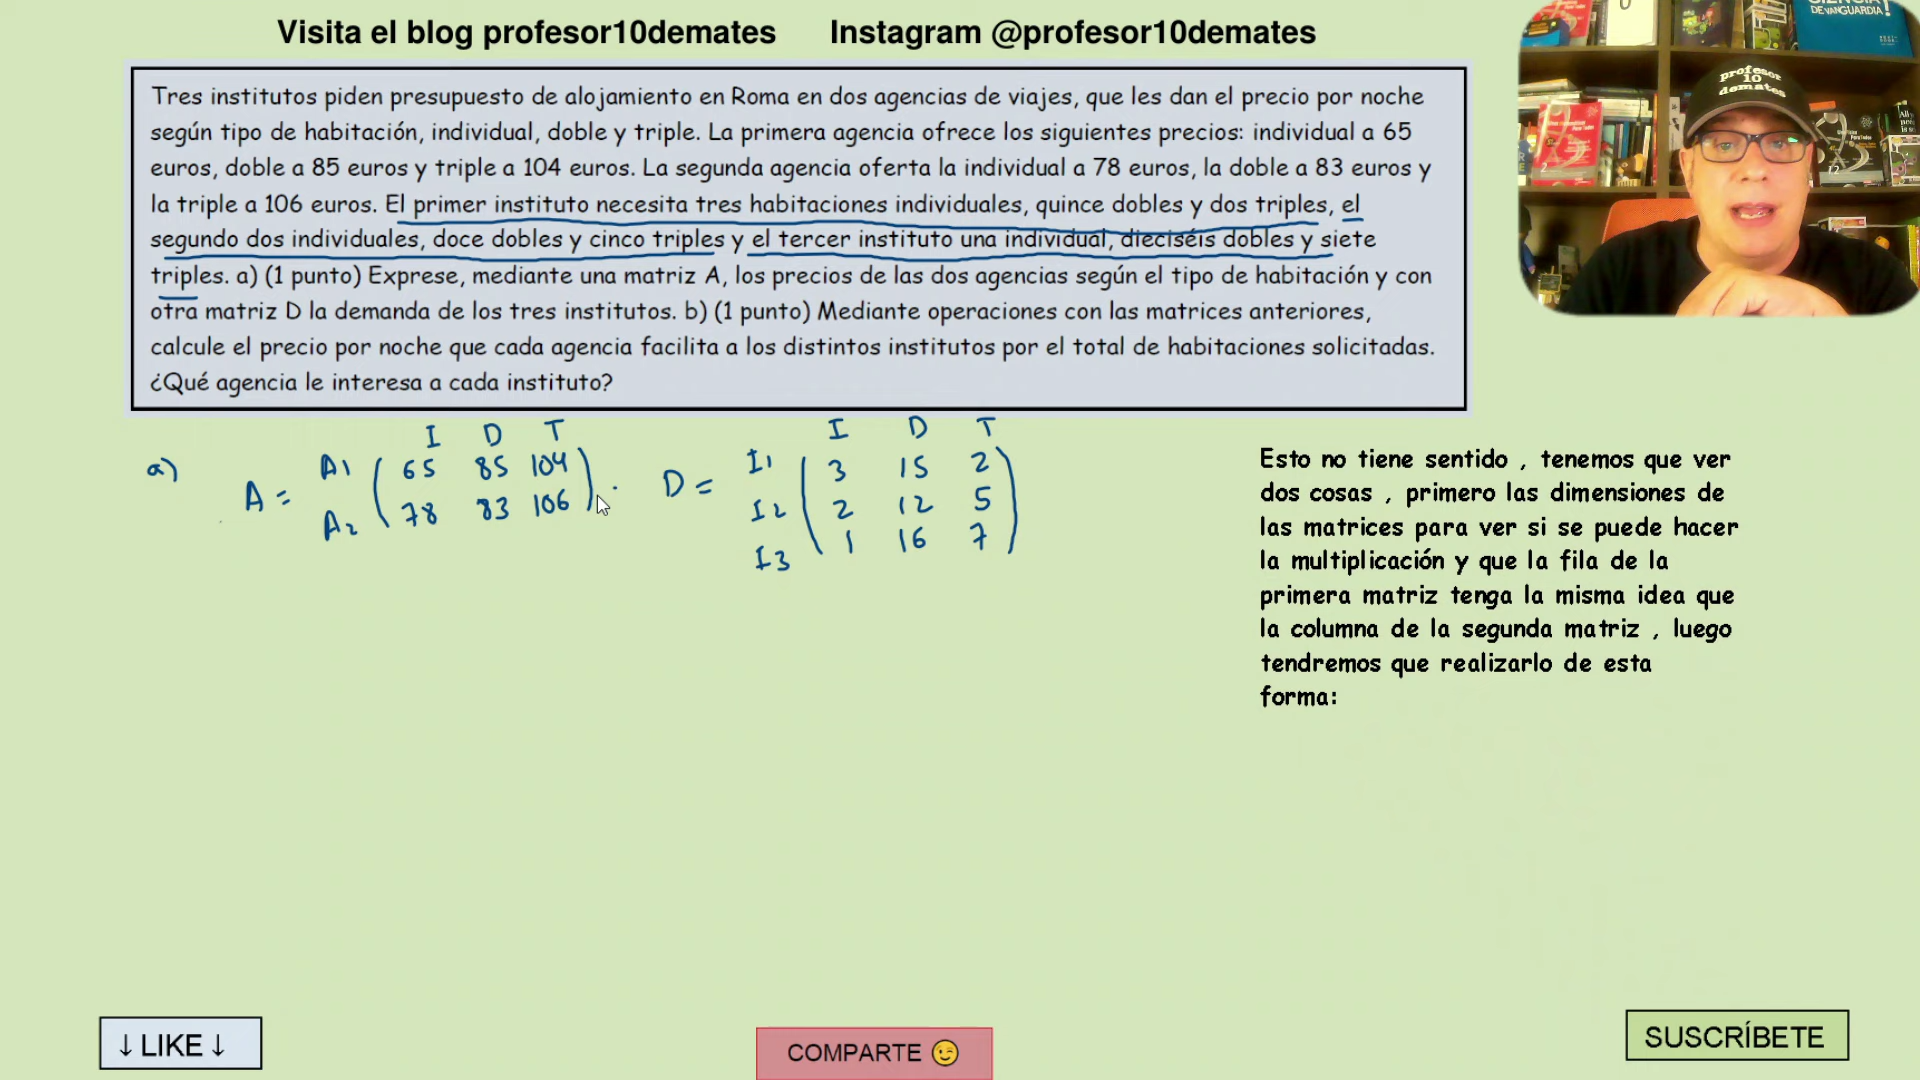 Visita el blog profesor10demates Instagram @profesor10demates
Tres institutos piden presupuesto de alojamiento en Roma en dos agencias de viajes, que les dan el precio por noche
según tipo de habitación, individual, doble y triple. La primera agencia ofrece los siguientes precios: individual a 65
euros, doble a 85 euros y triple a 104 euros. La segunda agencia oferta la individual a 78 euros, la doble a 83 euros y
la triple a 106 euros. El primer instituto necesita tres habitaciones individuales, quince dobles y dos triples, el
segundo dos individuales, doce dobles y cinco triples y el tercer instituto una individual, dieciséis dobles y siete
triples. a) (1 punto) Exprese, mediante una matriz A, los precios de las dos agencias según el tipo de habitación y con
otra matriz D la demanda de los tres institutos. b) (1 punto) Mediante operaciones con las matrices anteriores,
calcule el precio por noche que cada agencia facilita a los distintos institutos por el total de habitaciones solicitadas.
¿Qué agencia le interesa a cada instituto?
I D T
a) A = A1 ( 65 85 104 )
A2 78 83 106 ·
I D T
D = I1 ( 3 15 2 )
I2 2 12 5
I3 1 16 7
Esto no tiene sentido , tenemos que ver
dos cosas , primero las dimensiones de
las matrices para ver si se puede hacer
la multiplicación y que la fila de la
primera matriz tenga la misma idea que
la columna de la segunda matriz , luego
tendremos que realizarlo de esta
forma:
profesor
10
demates
DE VANGUARDIA!
↓ LIKE ↓
COMPARTE 😉
SUSCRÍBETE